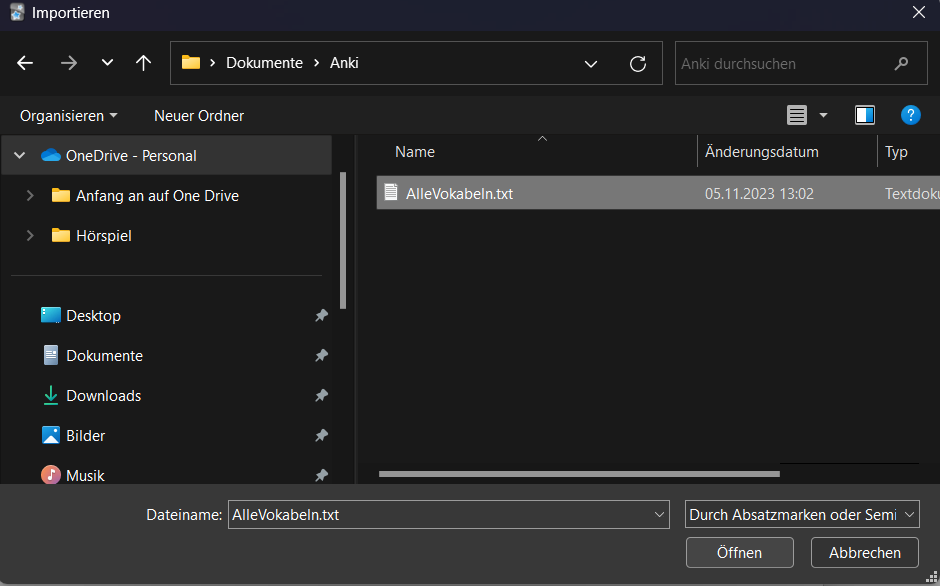 Importieren
Dokumente
Anki
Anki durchsuchen
Organisieren
Neuer Ordner
OneDrive - Personal
Anfang an auf One Drive
Hörspiel
Desktop
Dokumente
Downloads
Bilder
Musik
Name
Änderungsdatum
Typ
AlleVokabeln.txt
05.11.2023 13:02
Textdoku
Dateiname:
AlleVokabeln.txt
Durch Absatzmarken oder Semi
Öffnen
Abbrechen